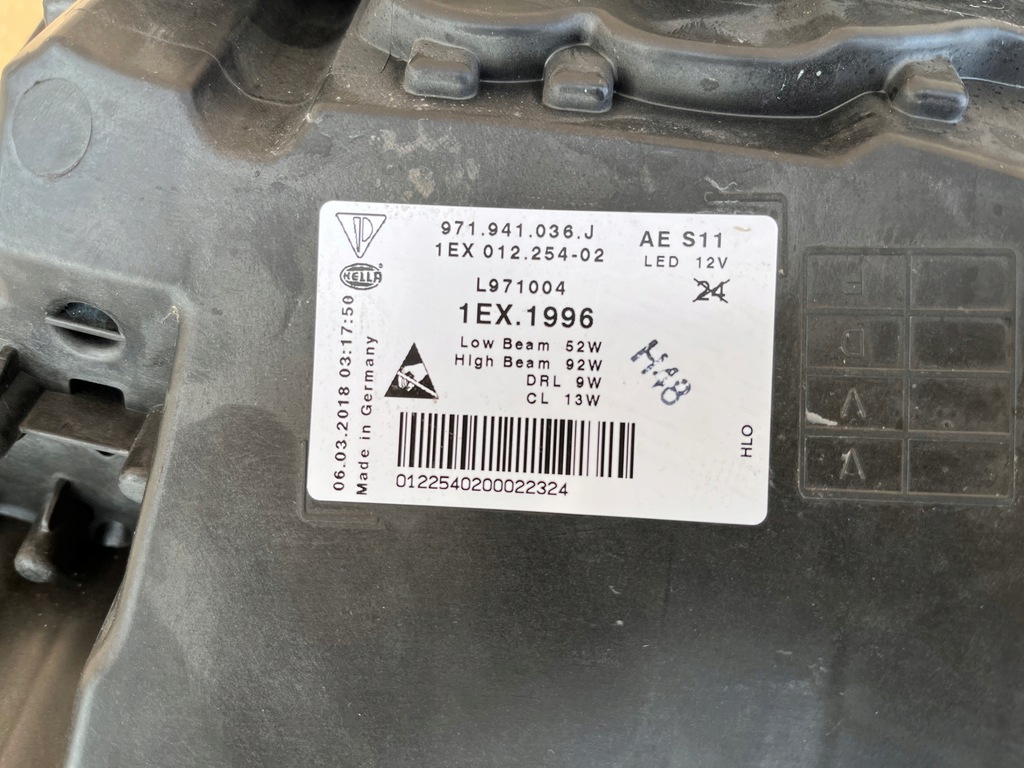 971.941.036.J
1EX 012.254-02
AE S11
LED 12V
24
HELLA
L971004
1EX.1996
Low Beam 52W
High Beam 92W
DRL 9W
CL 13W
H48
06.03.2018 03:17:50
Made in Germany
0122540200022324
HLO